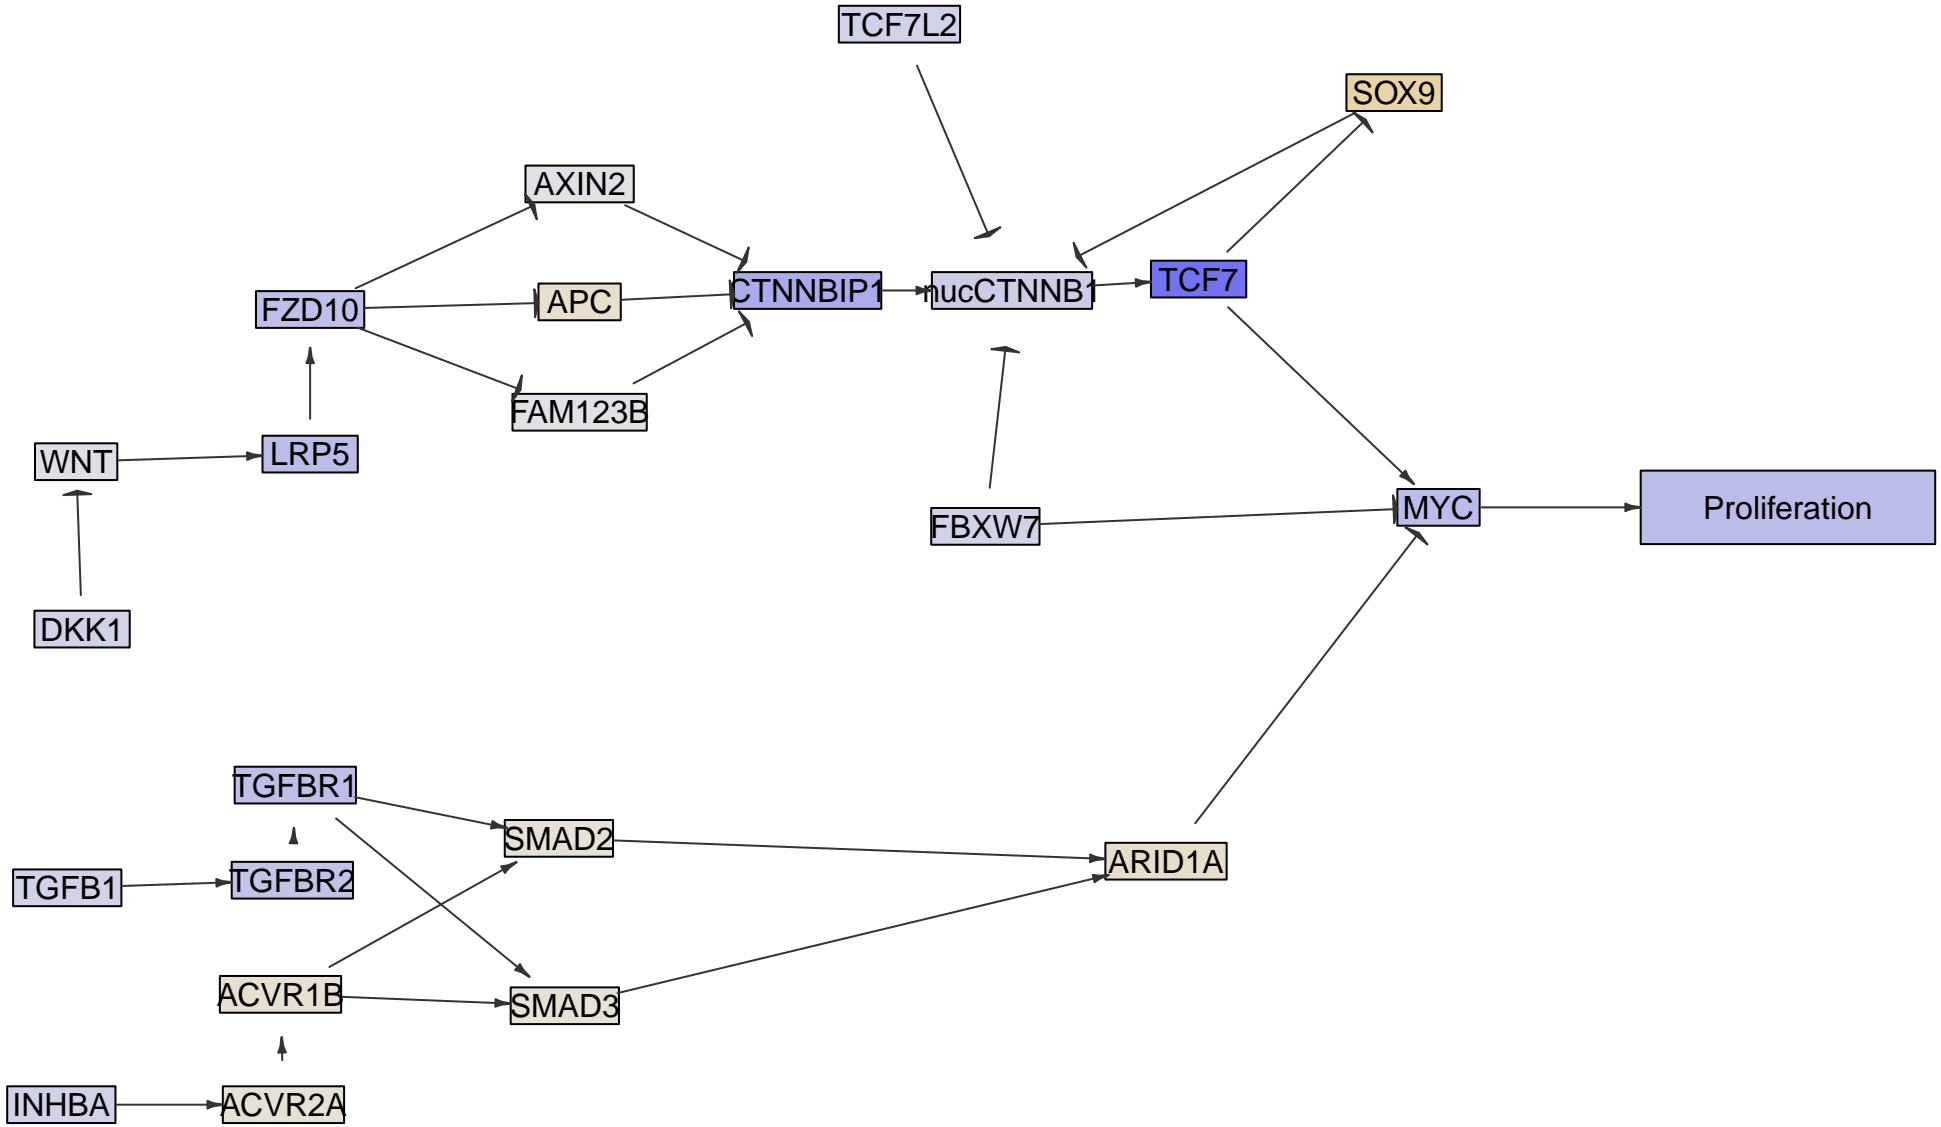 TCF7L2
SOX9
AXIN2
TCF7
FZD10
APC
CTNNBIP1
nucCTNNB1
FAM123B
WNT
LRP5
FBXW7
MYC
Proliferation
DKK1
TGFBR1
SMAD2
ARID1A
TGFB1
TGFBR2
ACVR1B
SMAD3
INHBA
ACVR2A